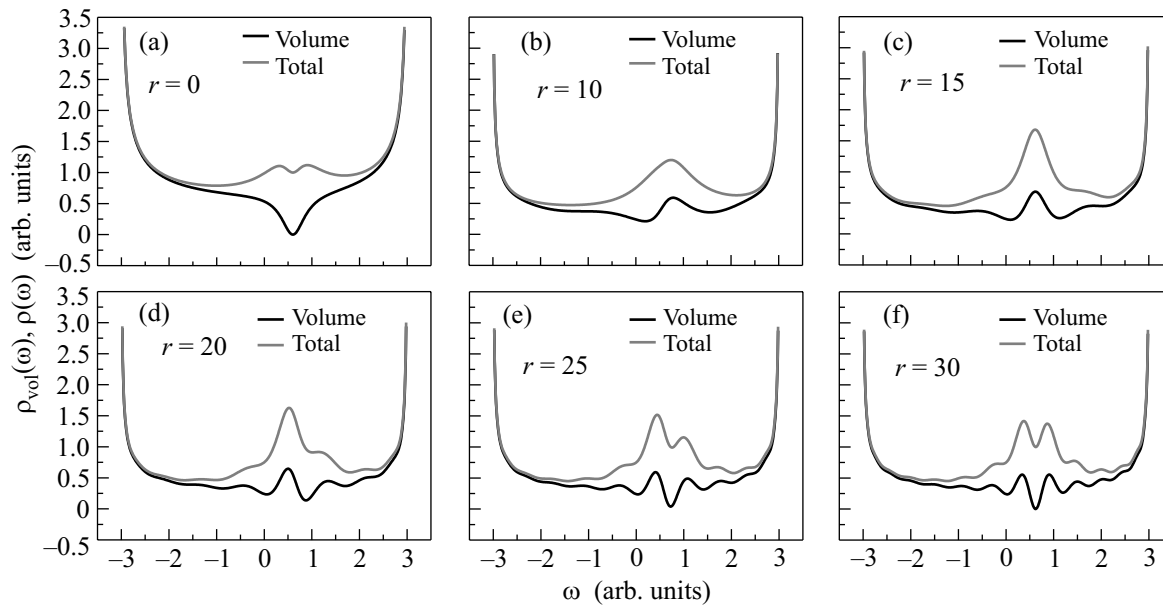 ρvol(ω), ρ(ω) (arb. units)
3.5
3.0
2.5
2.0
1.5
1.0
0.5
0
−0.5
(a)
Volume
Total
r = 0
(b)
Volume
Total
r = 10
(c)
Volume
Total
r = 15
3.5
3.0
2.5
2.0
1.5
1.0
0.5
0
−0.5
(d)
Volume
Total
r = 20
(e)
Volume
Total
r = 25
(f)
Volume
Total
r = 30
−3 −2 −1 0 1 2 3
−3 −2 −1 0 1 2 3
−3 −2 −1 0 1 2 3
ω (arb. units)